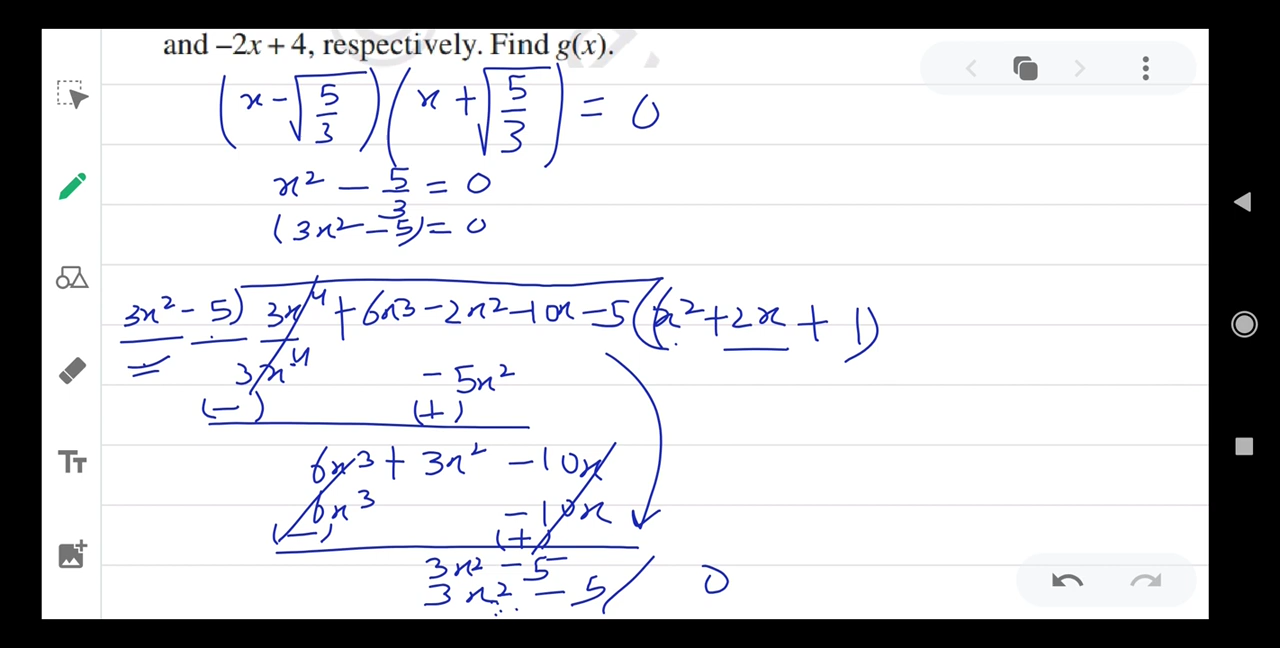 and –2x + 4, respectively. Find g(x).
(x - √5/3)(x + √5/3) = 0
x² - 5/3 = 0
(3x² - 5) = 0
3x² - 5) 3x⁴ + 6x³ - 2x² - 10x - 5 (x² + 2x + 1)
3x⁴ - 5x²
(-) (+)
6x³ + 3x² - 10x
6x³ - 10x
(-) (+)
3x² - 5
3x² - 5 0
TT